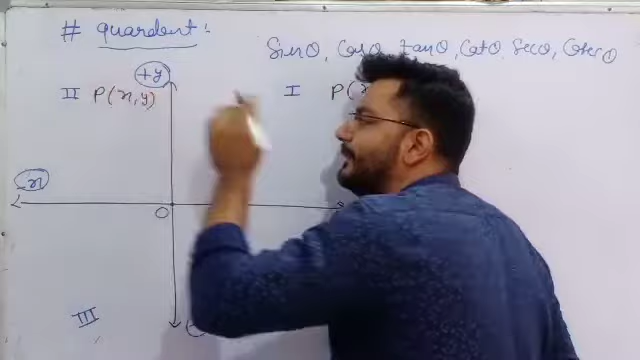 # quardent :
Sinθ, Cosθ, tanθ, Cotθ, Secθ, Cosecθ
+y
II P(x,y) I P(
-x
O
III